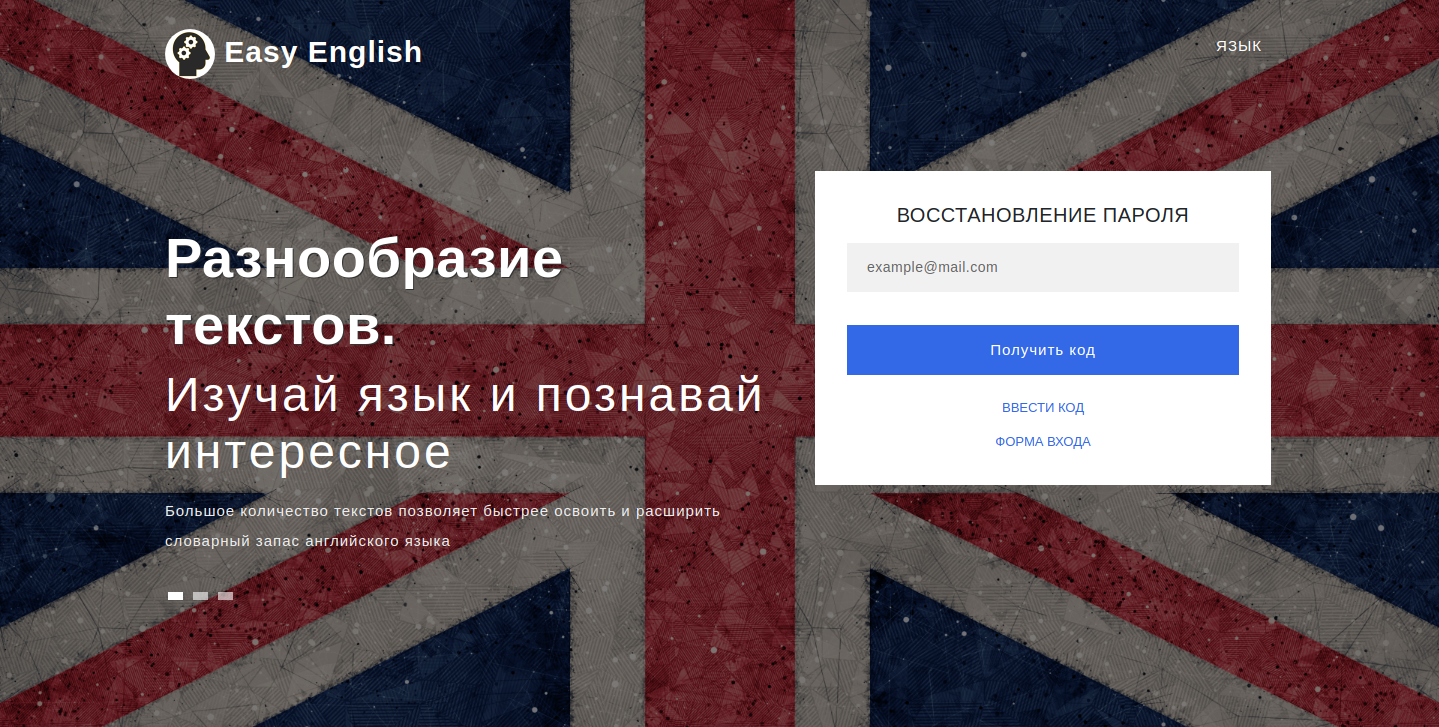 Easy English
ЯЗЫК
Разнообразие
текстов.
Изучай язык и познавай
интересное
Большое количество текстов позволяет быстрее освоить и расширить
словарный запас английского языка
ВОССТАНОВЛЕНИЕ ПАРОЛЯ
example@mail.com
Получить код
ВВЕСТИ КОД
ФОРМА ВХОДА